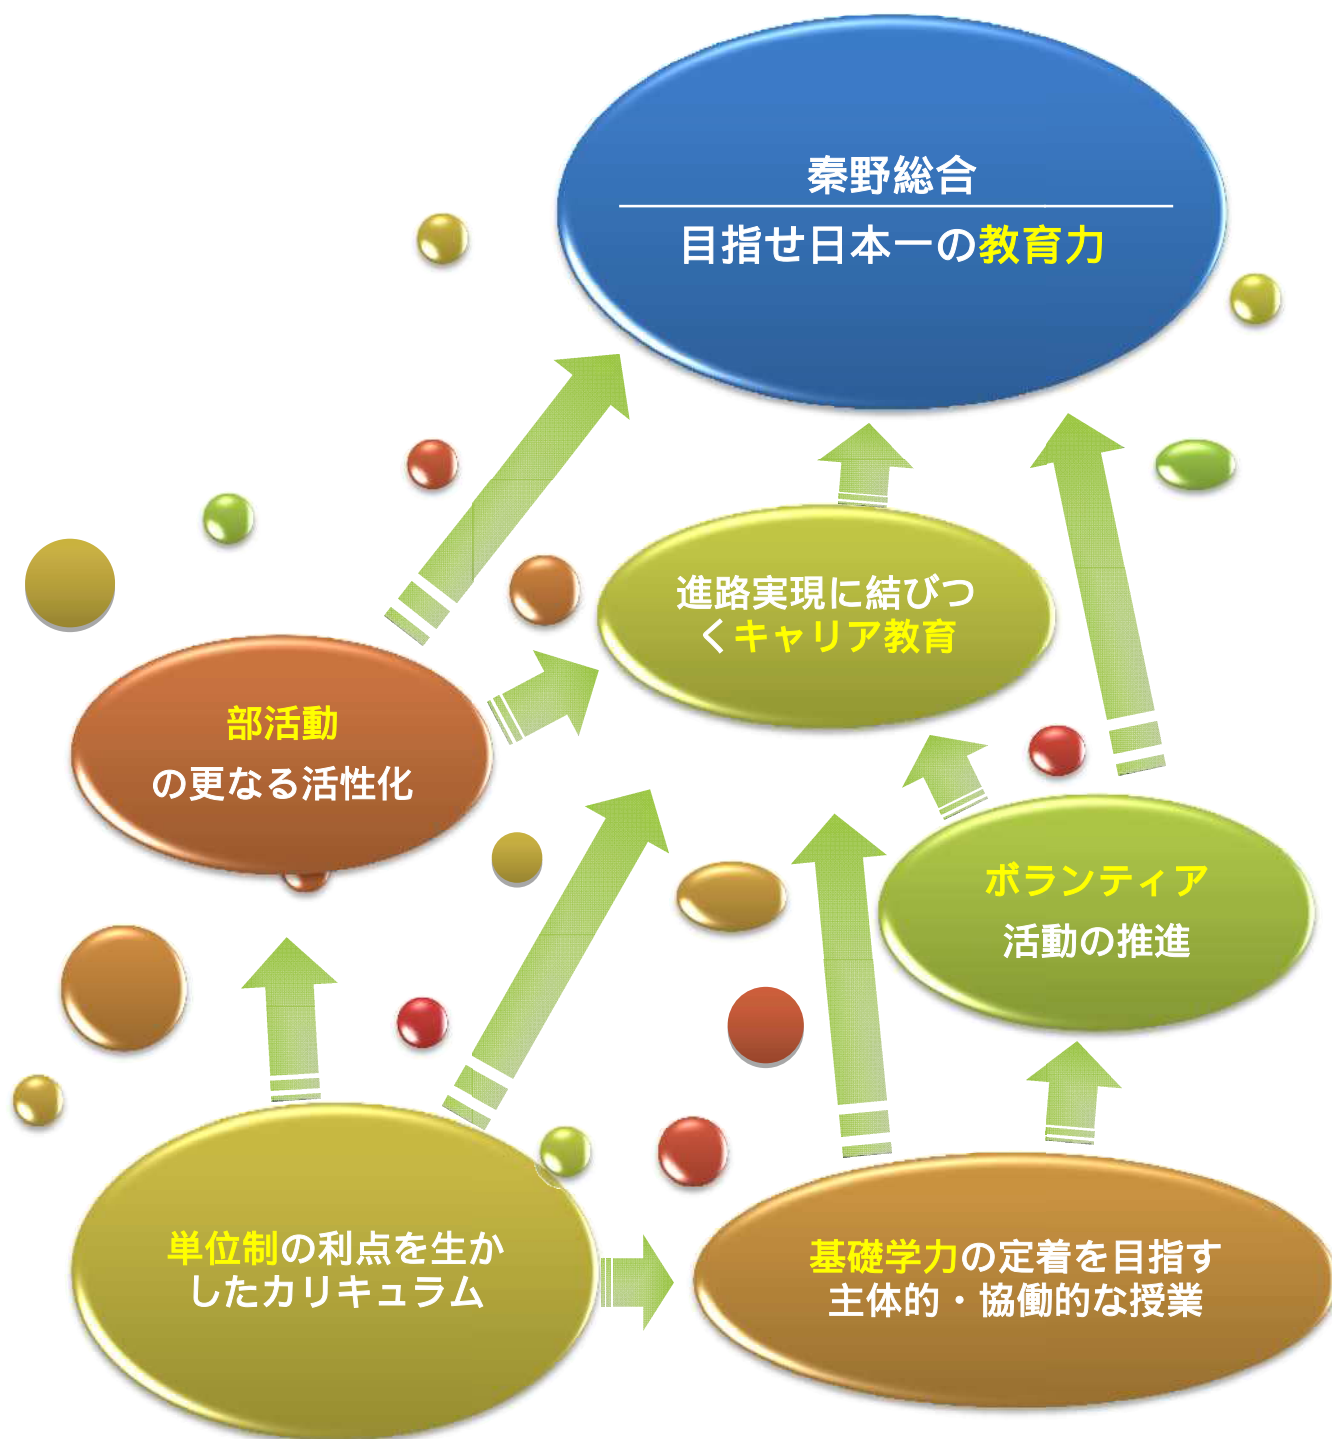 秦野総合
目指せ日本一の教育力
進路実現に結びつ
くキャリア教育
部活動
の更なる活性化
ボランティア
活動の推進
単位制の利点を生か
したカリキュラム
基礎学力の定着を目指す
主体的・協働的な授業